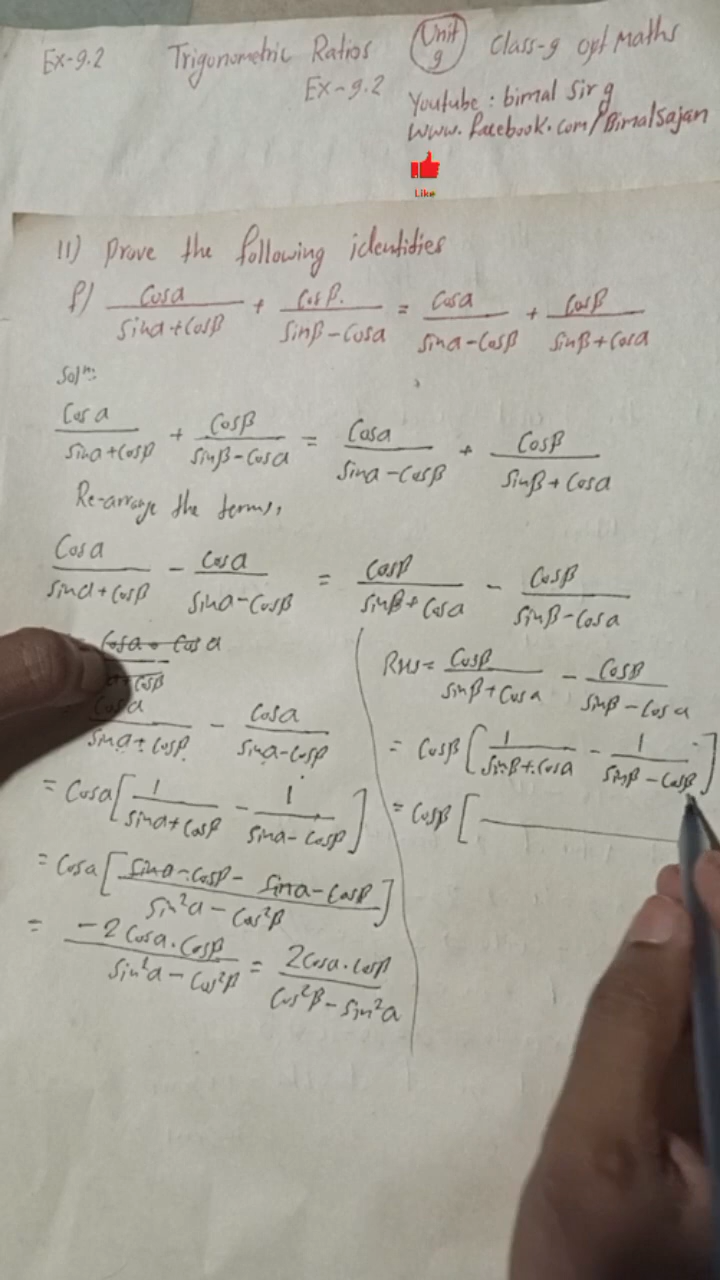 Ex-9.2 Trigonometric Ratios Unit 9 Class-9 opt Maths
Ex-9.2 Youtube : bimal Sir g
www.facebook.com/Bimalsajan
Like
11) Prove the following identities
f) Cosα/(Sinα+Cosβ) + Cosβ/(Sinβ-Cosα) = Cosα/(Sinα-Cosβ) + Cosβ/(Sinβ+Cosα)
Solⁿ:
Cosα/(Sinα+Cosβ) + Cosβ/(Sinβ-Cosα) = Cosα/(Sinα-Cosβ) + Cosβ/(Sinβ+Cosα)
Re-arrange the terms,
Cosα/(Sinα+Cosβ) - Cosα/(Sinα-Cosβ) = Cosβ/(Sinβ+Cosα) - Cosβ/(Sinβ-Cosα)
Cosα/(Sinα+Cosβ) - Cosα/(Sinα-Cosβ)
= Cosα[1/(Sinα+Cosβ) - 1/(Sinα-Cosβ)]
= Cosα[(Sinα-Cosβ - Sinα-Cosβ)/(Sin²α-Cos²β)]
= -2Cosα.Cosβ/(Sin²α-Cos²β) = 2Cosα.Cosβ/(Cos²β-Sin²α)
RHS = Cosβ/(Sinβ+Cosα) - Cosβ/(Sinβ-Cosα)
= Cosβ[1/(Sinβ+Cosα) - 1/(Sinβ-Cosβ)]
= Cosβ[